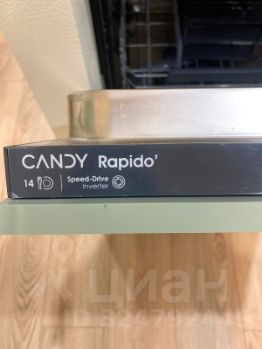 CANDY Rapido'
14 Speed-Drive
Inverter
циан